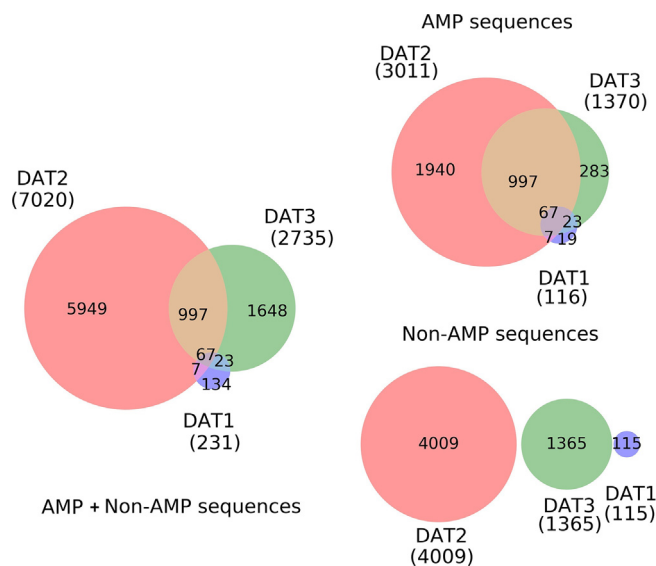 AMP sequences
DAT2
(3011)
DAT3
(1370)
1940
997
283
67
23
7
19
DAT1
(116)
DAT2
(7020)
DAT3
(2735)
5949
997
1648
67
23
7
134
DAT1
(231)
AMP + Non-AMP sequences
Non-AMP sequences
4009
1365
115
DAT2
(4009)
DAT3
(1365)
DAT1
(115)